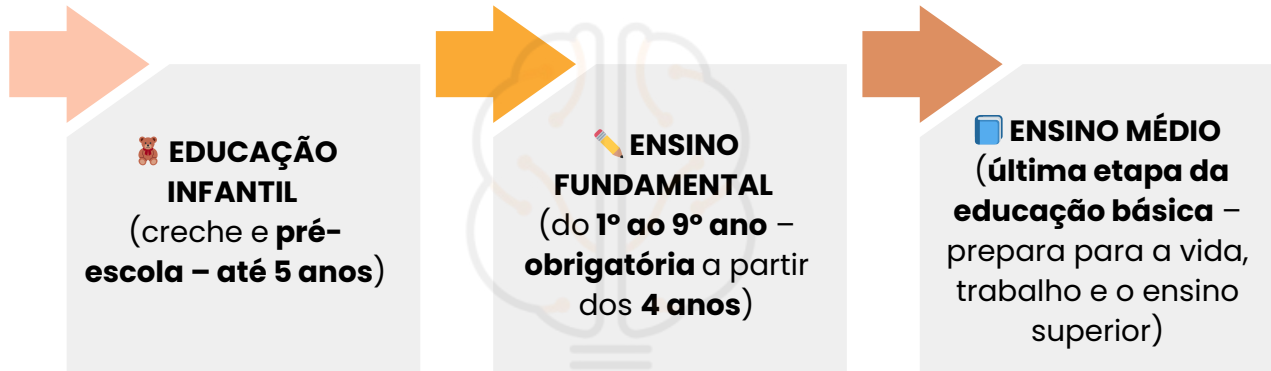 EDUCAÇÃO
INFANTIL
(creche e pré-
escola – até 5 anos)
ENSINO
FUNDAMENTAL
(do 1º ao 9º ano –
obrigatória a partir
dos 4 anos)
ENSINO MÉDIO
(última etapa da
educação básica –
prepara para a vida,
trabalho e o ensino
superior)